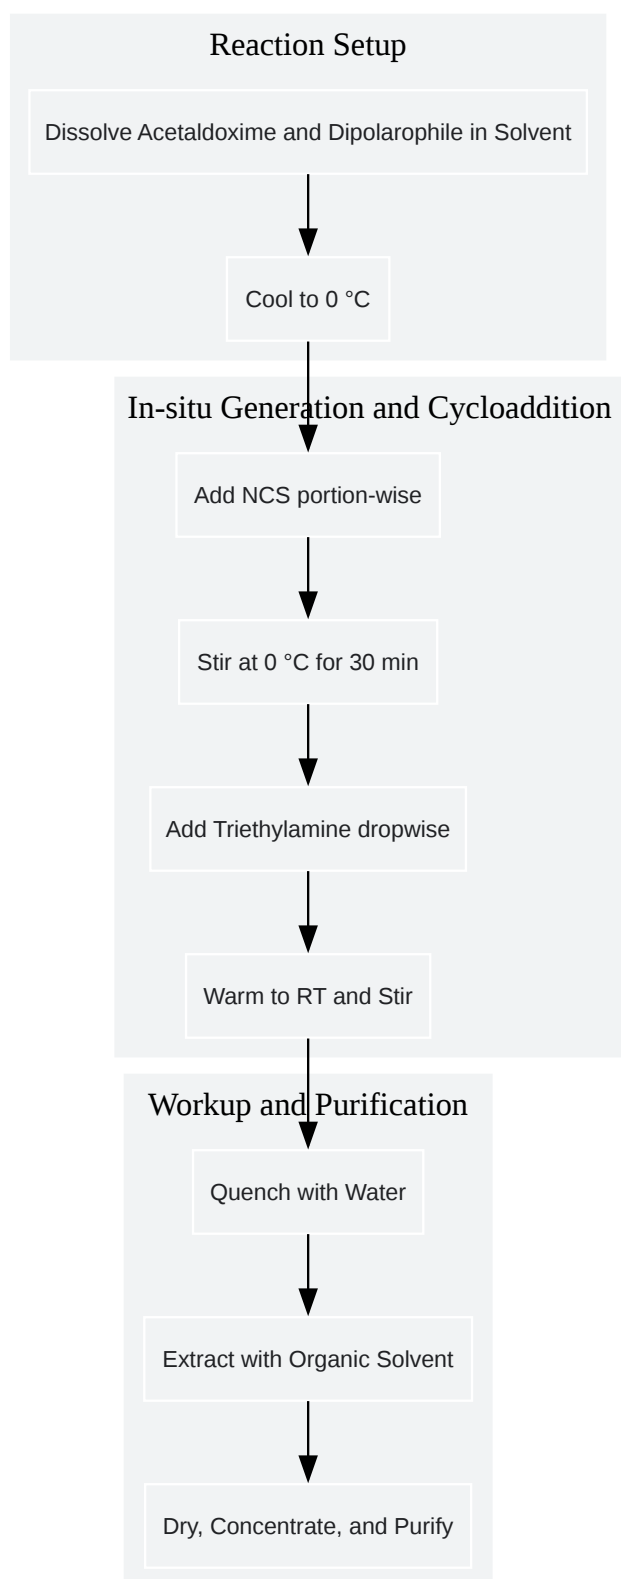 Reaction Setup
Dissolve Acetaldoxime and Dipolarophile in Solvent
Cool to 0 °C
In-situ Generation and Cycloaddition
Add NCS portion-wise
Stir at 0 °C for 30 min
Add Triethylamine dropwise
Warm to RT and Stir
Workup and Purification
Quench with Water
Extract with Organic Solvent
Dry, Concentrate, and Purify